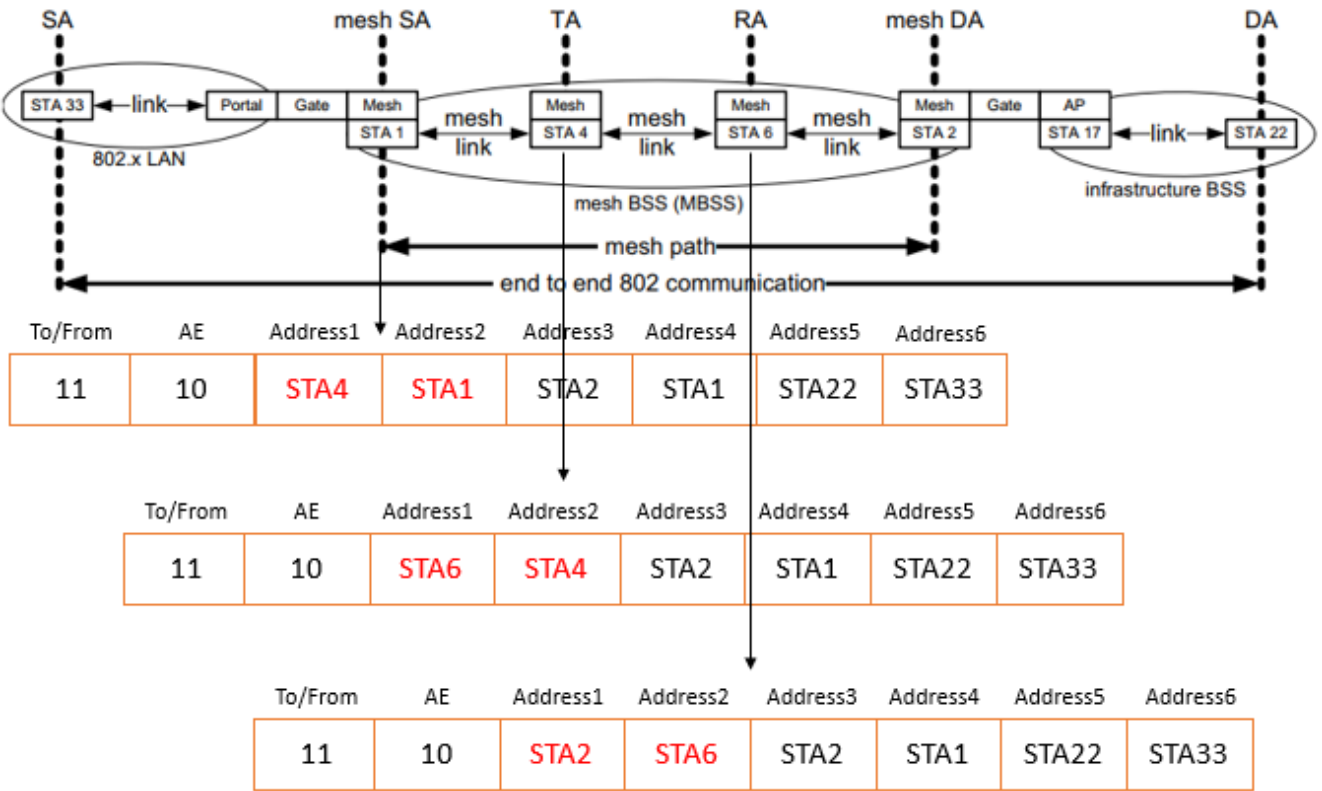 SA mesh SA TA RA mesh DA DA
STA 33 link Portal Gate Mesh Mesh Mesh Mesh Gate AP
STA 1 mesh link STA 4 mesh link STA 6 mesh link STA 2 STA 17 link STA 22
802.x LAN
mesh BSS (MBSS)
infrastructure BSS
mesh path
end to end 802 communication
To/From AE Address1 Address2 Address3 Address4 Address5 Address6
11 10 STA4 STA1 STA2 STA1 STA22 STA33
To/From AE Address1 Address2 Address3 Address4 Address5 Address6
11 10 STA6 STA4 STA2 STA1 STA22 STA33
To/From AE Address1 Address2 Address3 Address4 Address5 Address6
11 10 STA2 STA6 STA2 STA1 STA22 STA33